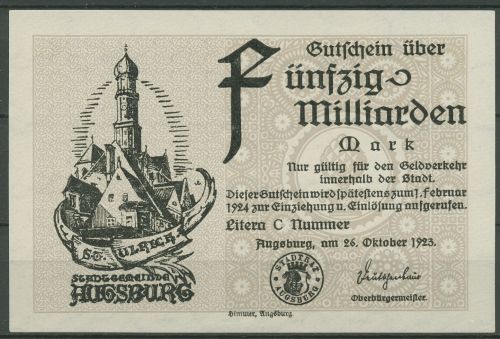 Gutschein über
Fünfzig
Milliarden
Mark
Nur gültig für den Geldverkehr
innerhalb der Stadt.
Dieser Gutschein wird spätestens zum 1. Februar
1924 zur Einziehung u. Einlösung aufgerufen.
Litera C Nummer
Augsburg, am 26. Oktober 1923.
STADTRAT
AUGSBURG
Oberbürgermeister.
ST. ULRICH
STADTGEMEINDE
AUGSBURG
Himmer, Augsburg.